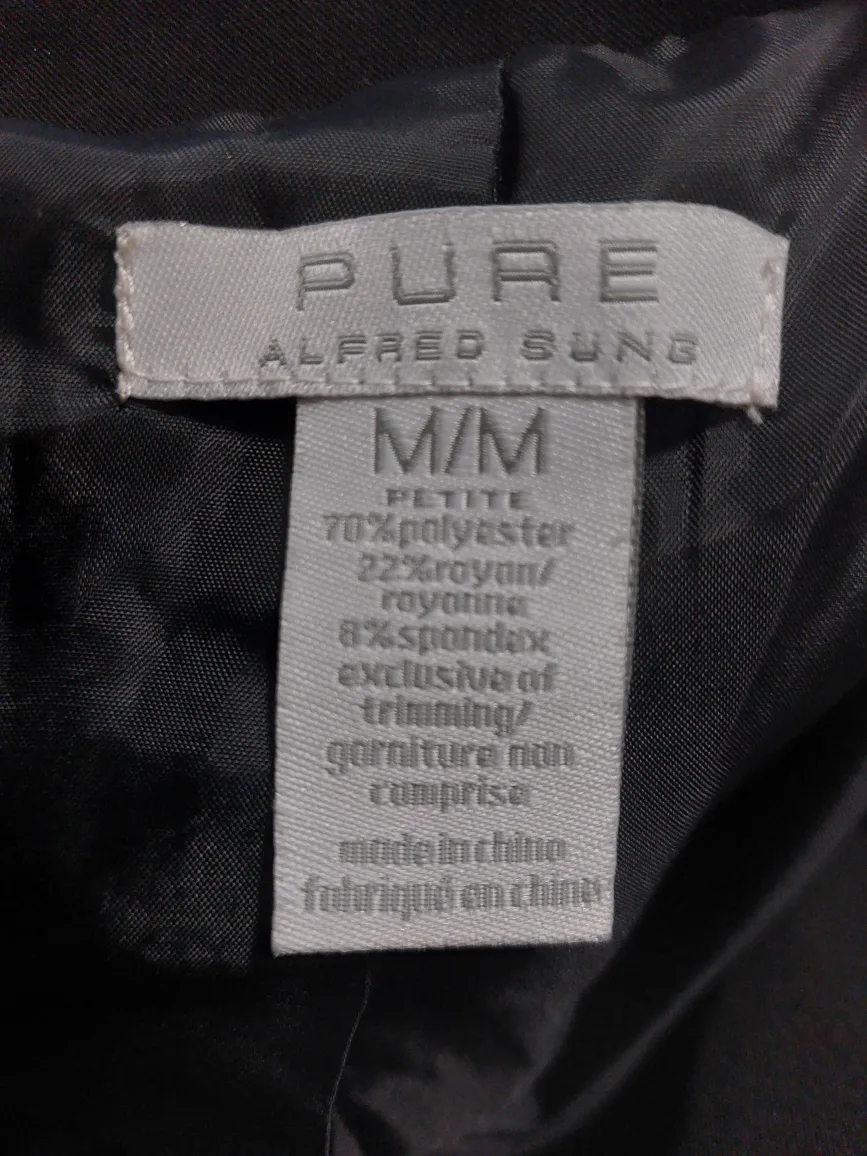 PURE
ALFRED SUNG
M/M
PETITE
70%polyester
22%rayon/
rayonne
8%spandex
exclusive of
trimming/
garniture non
comprise
made in china
fabriqué en chine